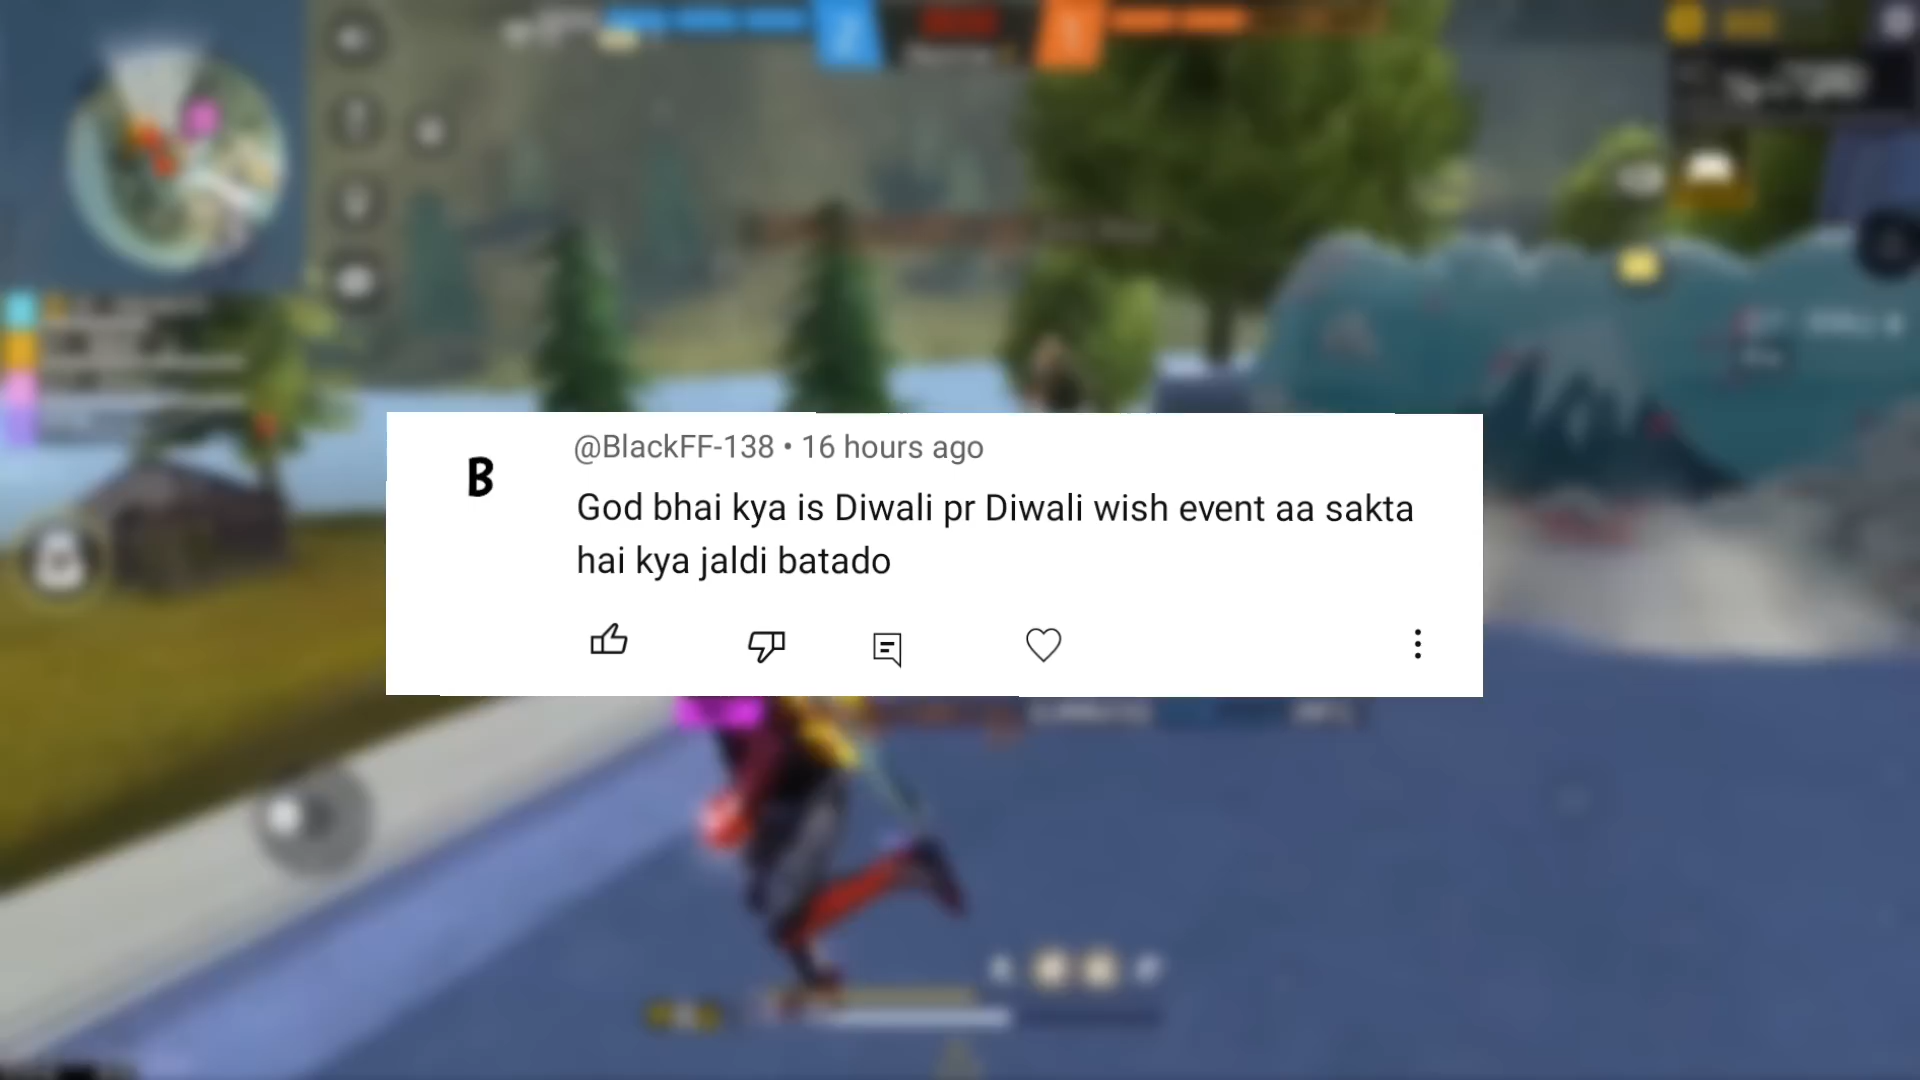 @BlackFF-138 • 16 hours ago
B
God bhai kya is Diwali pr Diwali wish event aa sakta
hai kya jaldi batado